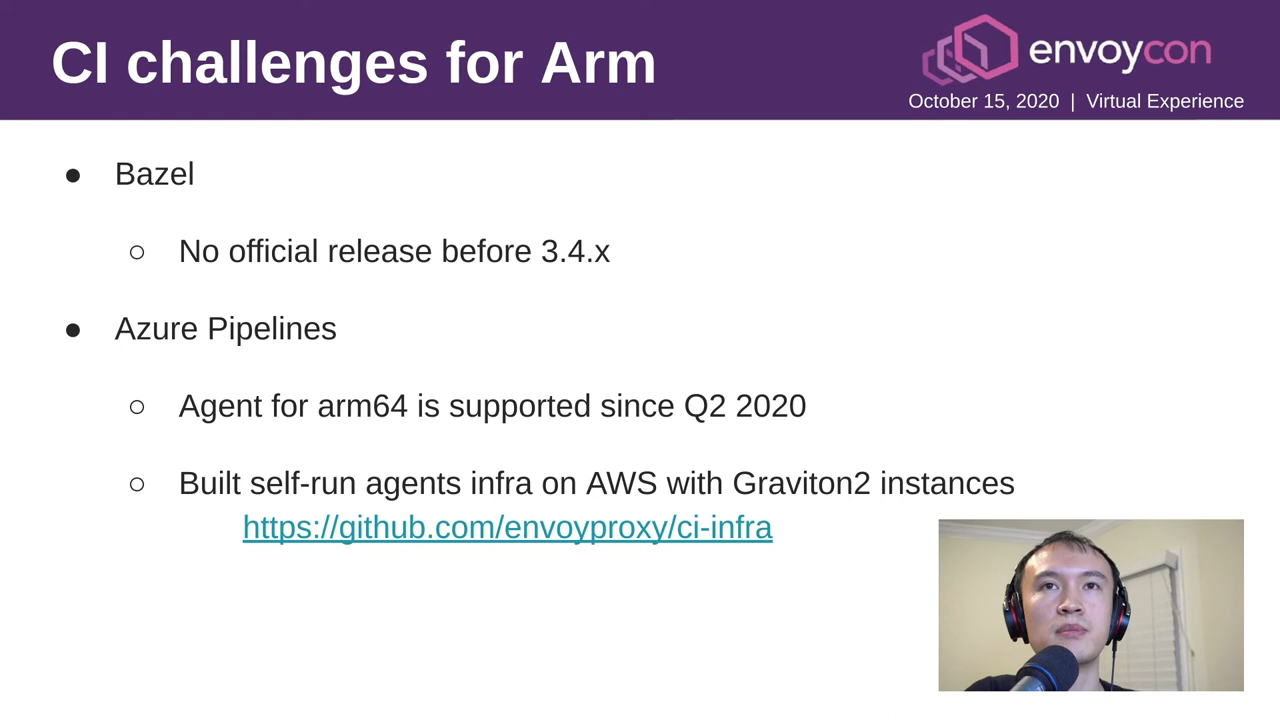 CI challenges for Arm
envoycon
October 15, 2020 | Virtual Experience
● Bazel
○ No official release before 3.4.x
● Azure Pipelines
○ Agent for arm64 is supported since Q2 2020
○ Built self-run agents infra on AWS with Graviton2 instances
https://github.com/envoyproxy/ci-infra